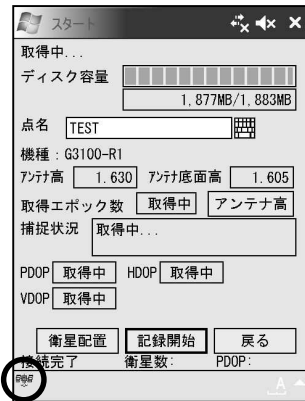 スタート
取得中...
ディスク容量
1,877MB/1,883MB
点名 TEST
機種:G3100-R1
アンテナ高 1.630 アンテナ底面高 1.605
取得エポック数 取得中 アンテナ高
捕捉状況 取得中...
PDOP 取得中 HDOP 取得中
VDOP 取得中
衛星配置 記録開始 戻る
接続完了 衛星数: PDOP:
A